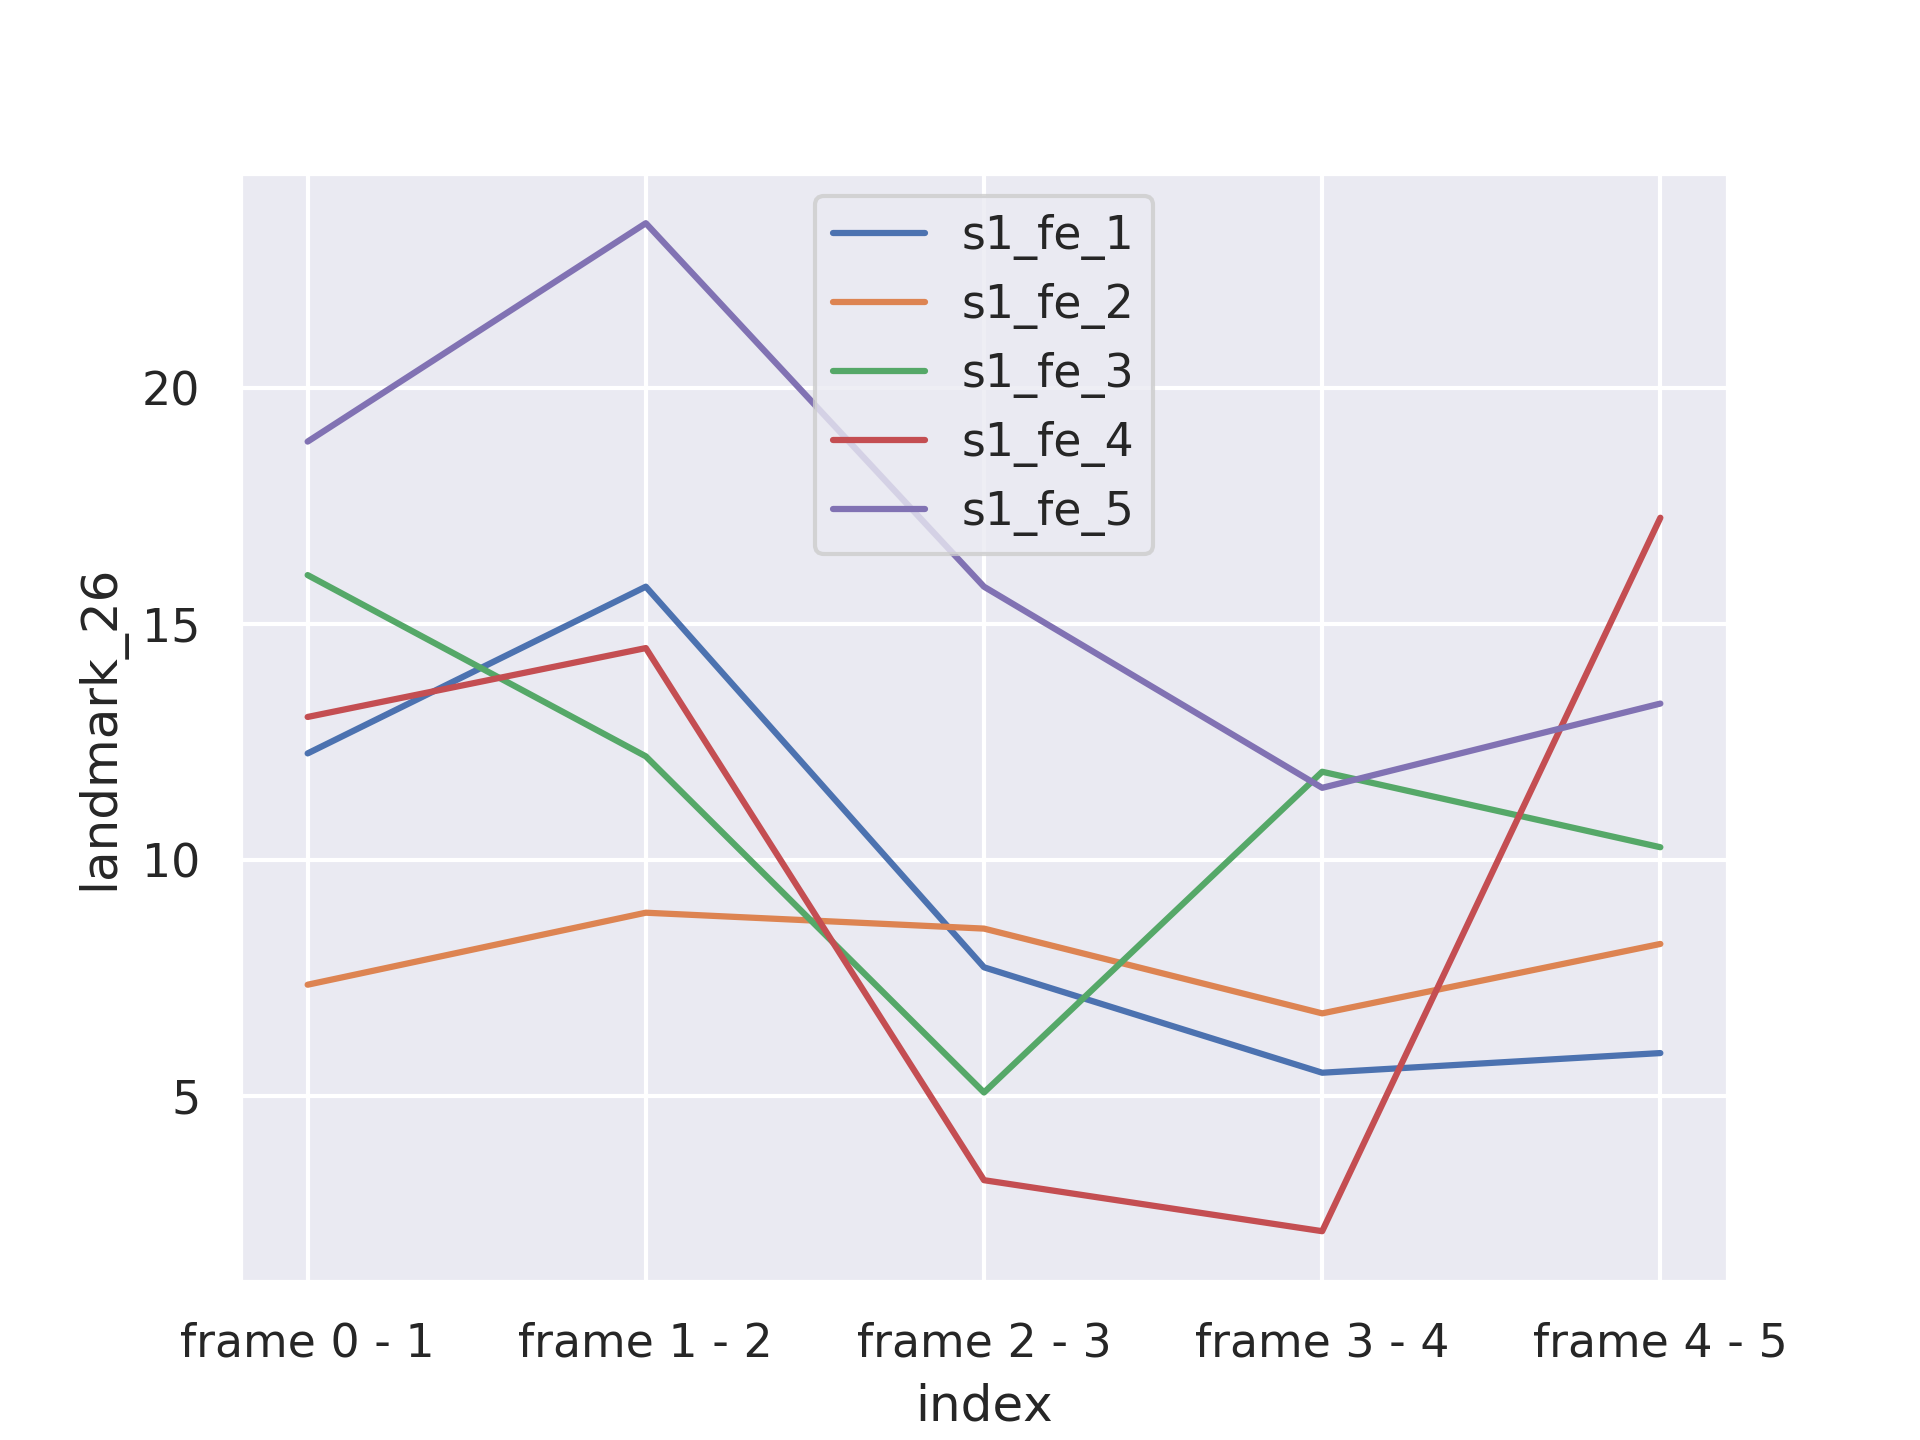 s1_fe_1
s1_fe_2
s1_fe_3
s1_fe_4
s1_fe_5
landmark_26
20
15
10
5
frame 0 - 1 frame 1 - 2 frame 2 - 3 frame 3 - 4 frame 4 - 5
index